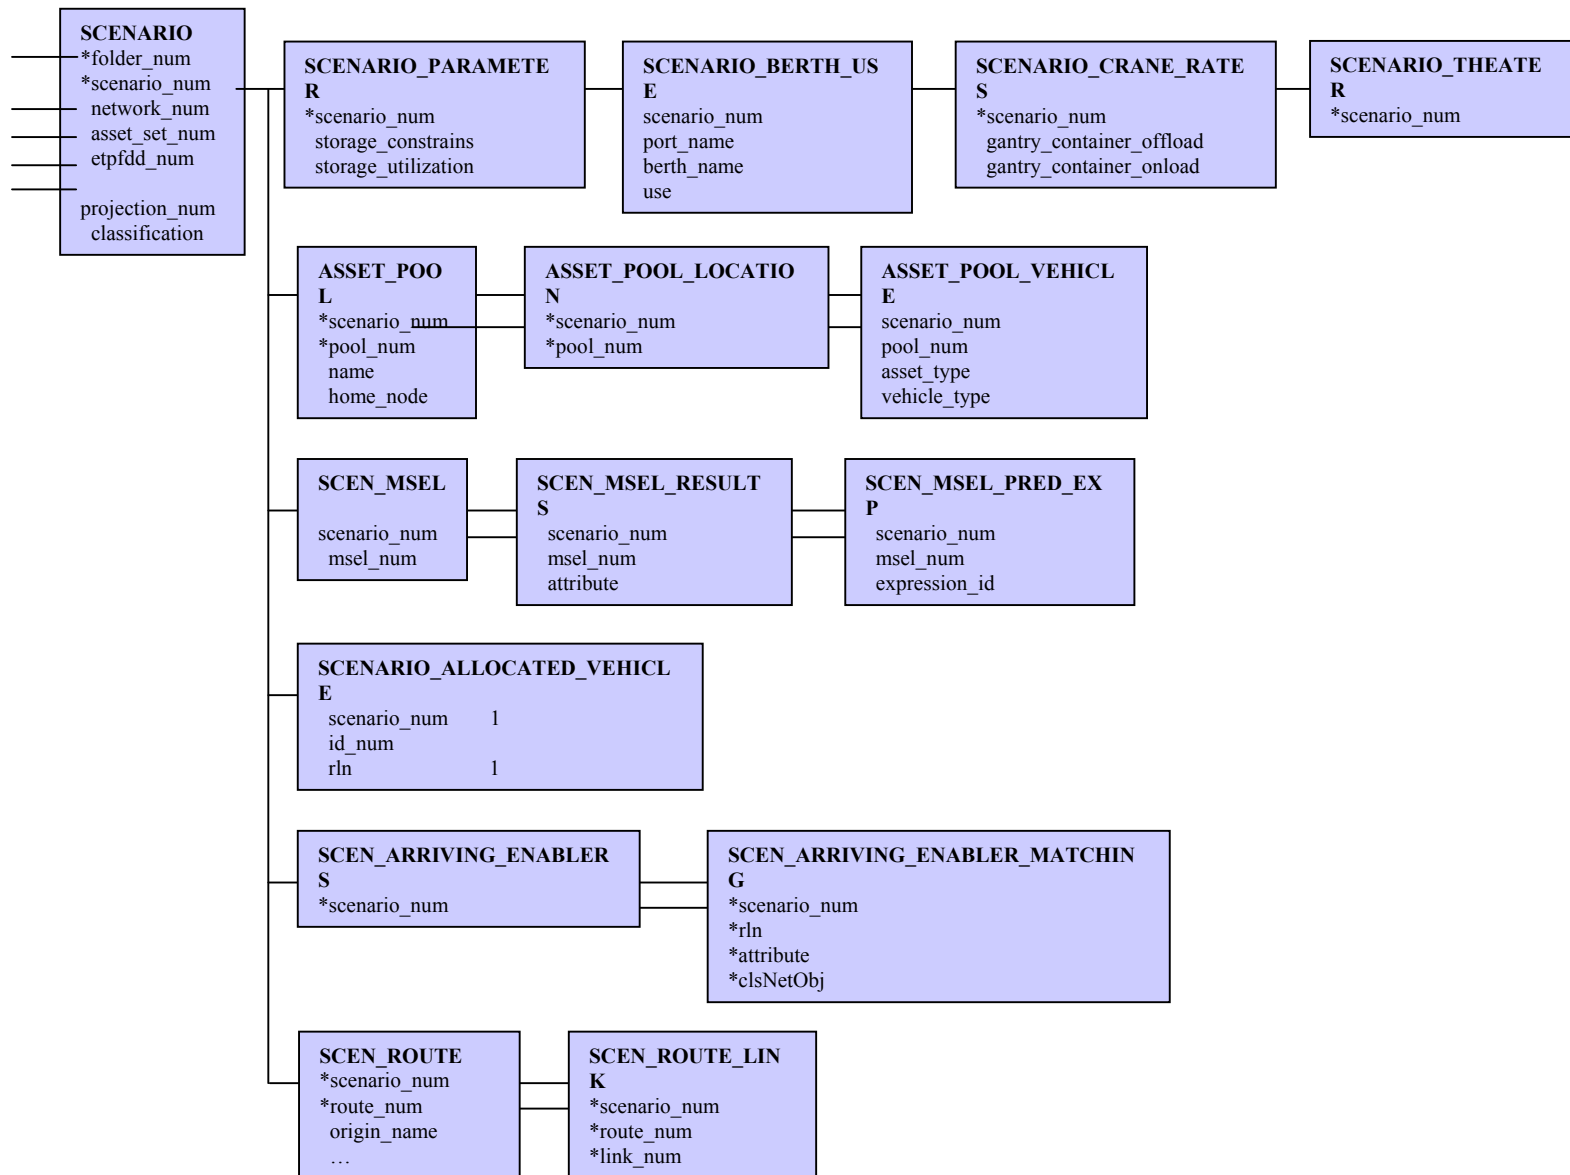 SCENARIO
*folder_num
*scenario_num
network_num
asset_set_num
etpfdd_num
projection_num
classification
SCENARIO_PARAMETE
R
*scenario_num
storage_constrains
storage_utilization
SCENARIO_BERTH_US
E
scenario_num
port_name
berth_name
use
SCENARIO_CRANE_RATE
S
*scenario_num
gantry_container_offload
gantry_container_onload
SCENARIO_THEATE
R
*scenario_num
ASSET_POO
L
*scenario_num
*pool_num
name
home_node
ASSET_POOL_LOCATIO
N
*scenario_num
*pool_num
ASSET_POOL_VEHICL
E
scenario_num
pool_num
asset_type
vehicle_type
SCEN_MSEL
scenario_num
msel_num
SCEN_MSEL_RESULT
S
scenario_num
msel_num
attribute
SCEN_MSEL_PRED_EX
P
scenario_num
msel_num
expression_id
SCENARIO_ALLOCATED_VEHICL
E
scenario_num 1
id_num
rln 1
SCEN_ARRIVING_ENABLER
S
*scenario_num
SCEN_ARRIVING_ENABLER_MATCHIN
G
*scenario_num
*rln
*attribute
*clsNetObj
SCEN_ROUTE
*scenario_num
*route_num
origin_name
…
SCEN_ROUTE_LIN
K
*scenario_num
*route_num
*link_num